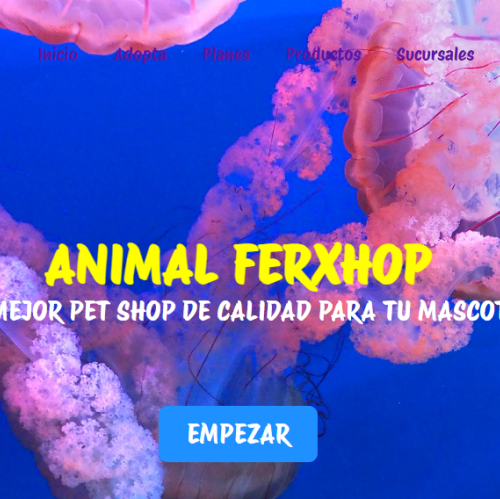 Inicio Adopta Planes Productos Sucursales
ANIMAL FERXHOP
MEJOR PET SHOP DE CALIDAD PARA TU MASCOT
EMPEZAR